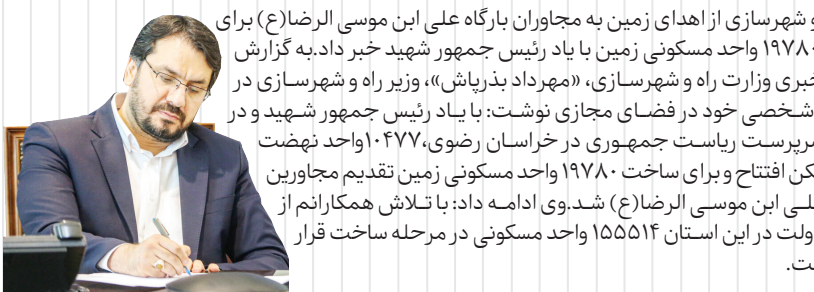 و شهرسازی از اهدای زمین به مجاوران بارگاه علی ابن موسی الرضا(ع) برای
۱۹۷۸۰ واحد مسکونی زمین با یاد رئیس جمهور شهید خبر داد.به گزارش
خبری وزارت راه و شهرسازی، «مهرداد بذرپاش»، وزیر راه و شهرسازی در
شخصی خود در فضای مجازی نوشت: با یاد رئیس جمهور شهید و در
سرپرست ریاست جمهوری در خراسان رضوی،۱۰۴۷۷واحد نهضت
کن افتتاح و برای ساخت ۱۹۷۸۰ واحد مسکونی زمین تقدیم مجاورین
علی ابن موسی الرضا(ع) شد.وی ادامه داد: با تلاش همکارانم از
ولت در این استان ۱۵۵۵۱۴ واحد مسکونی در مرحله ساخت قرار
ت.